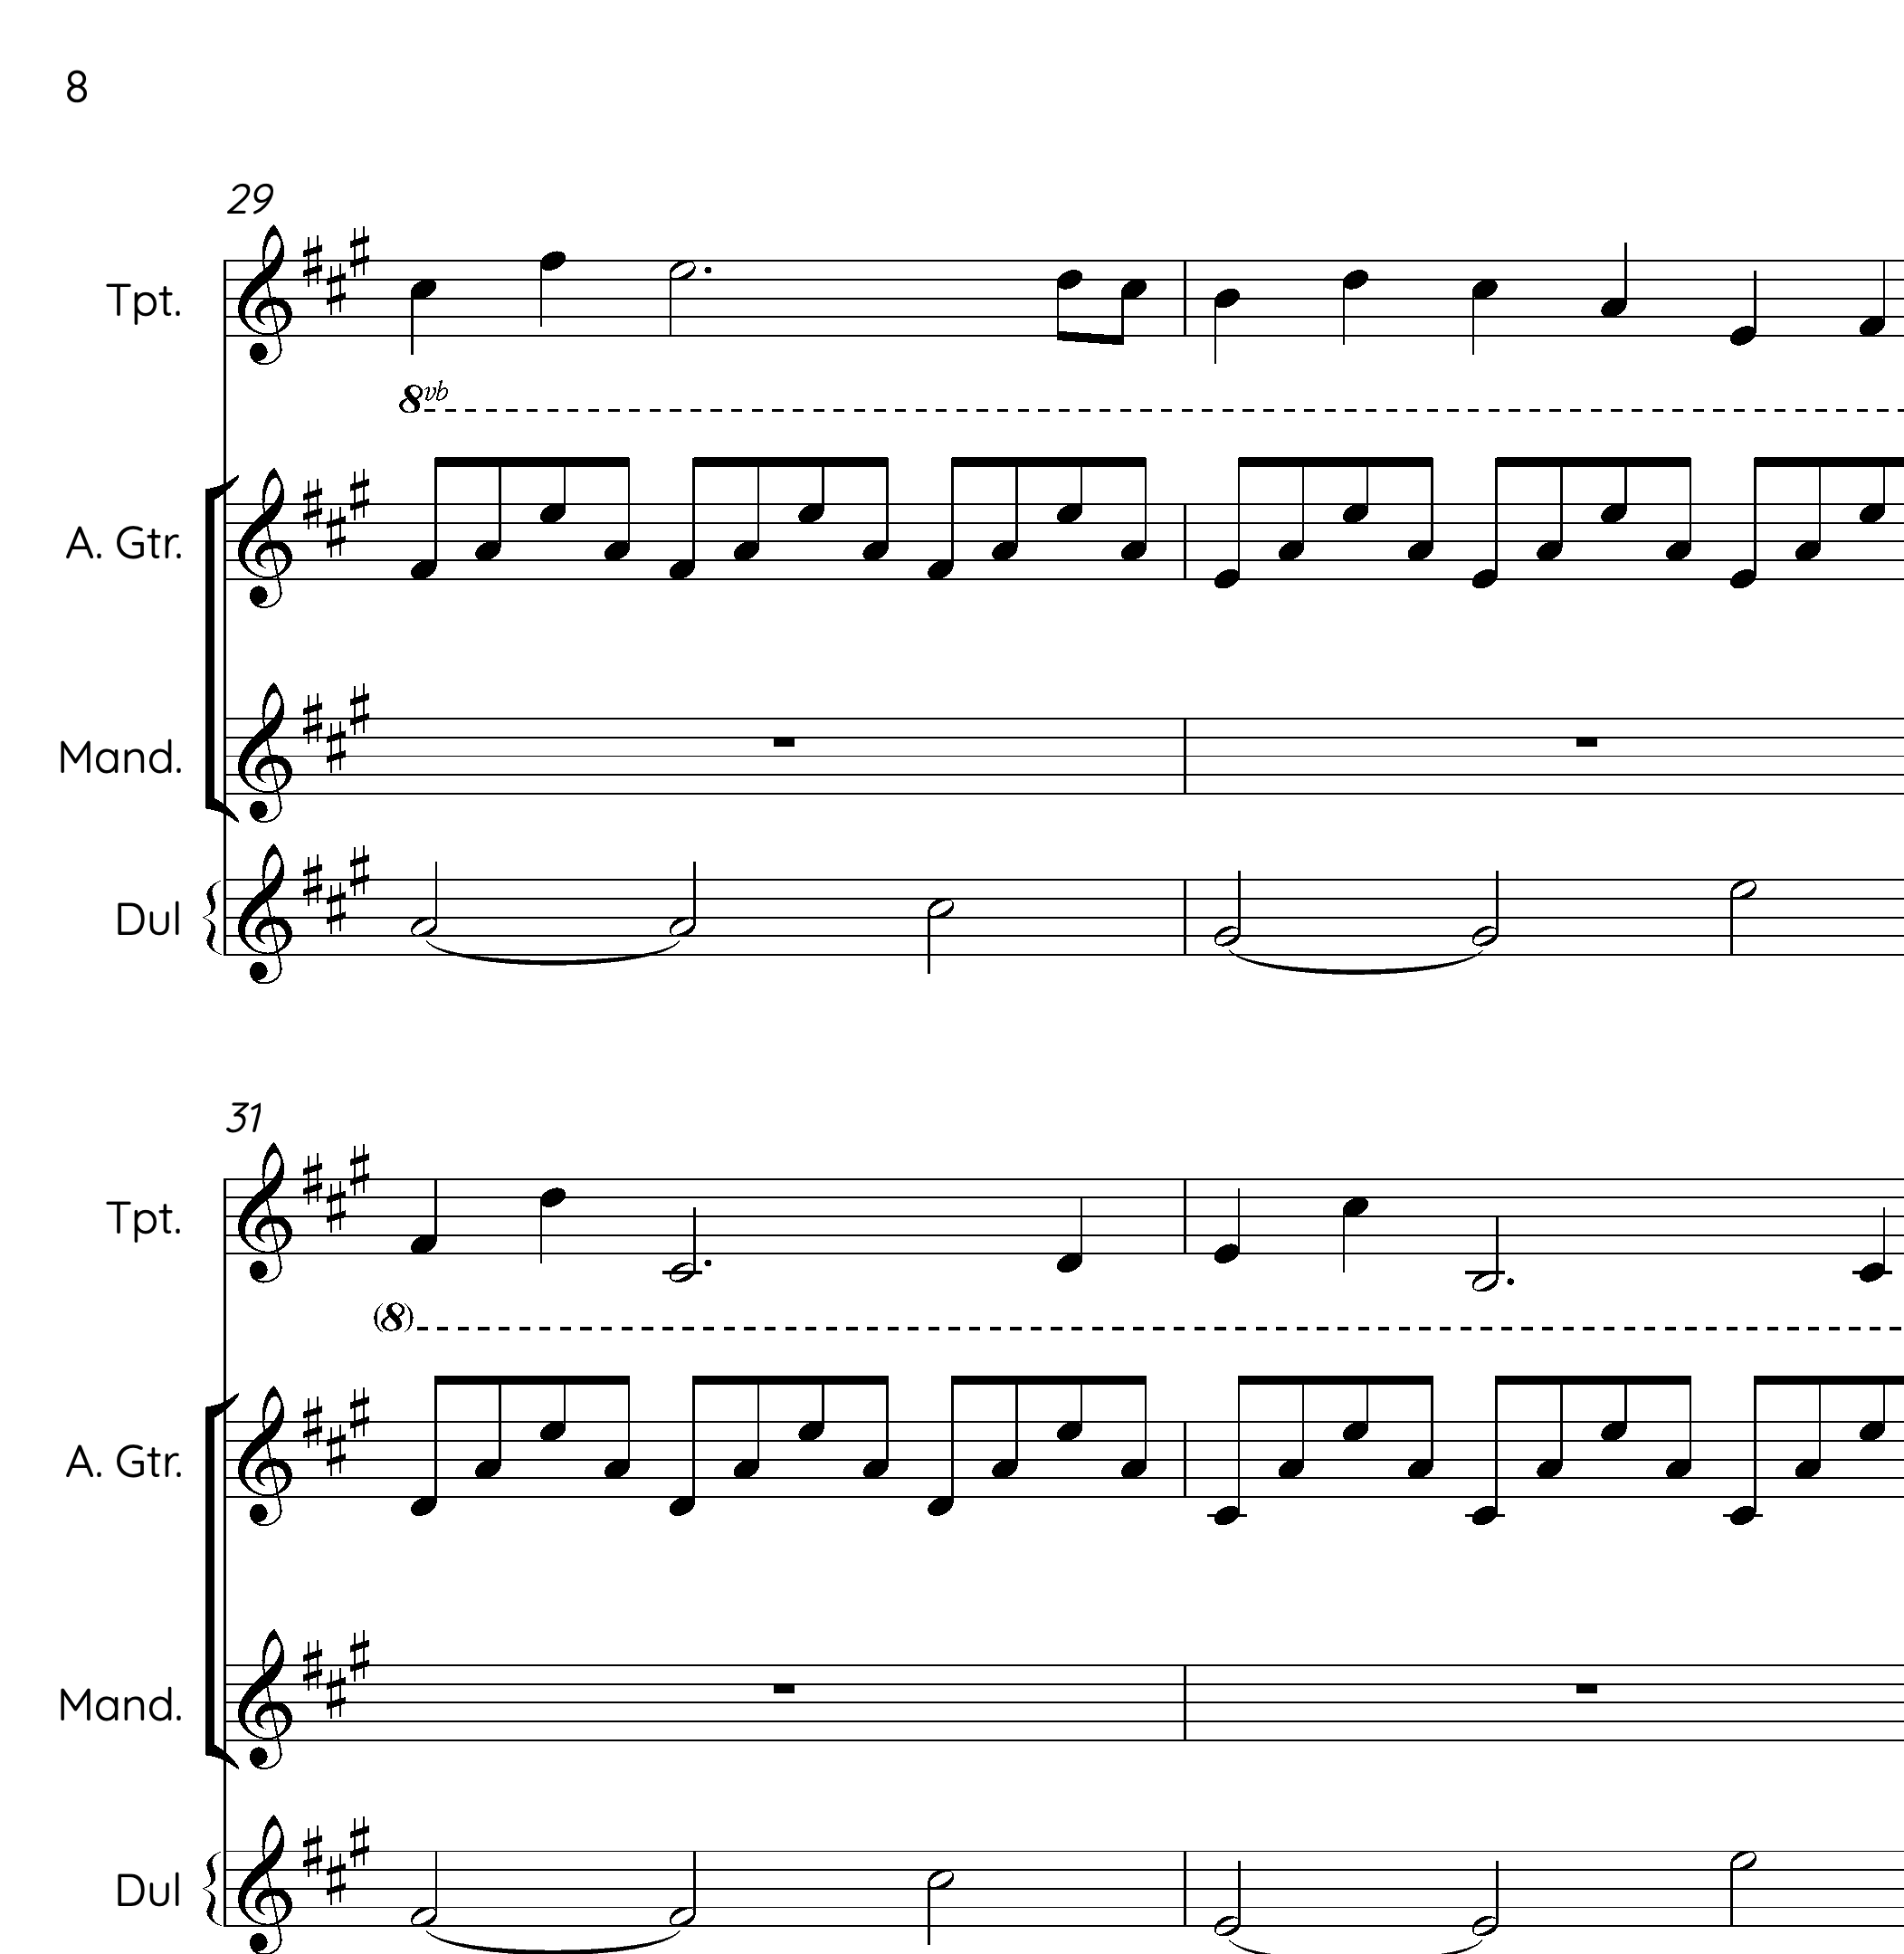 8
29
Tpt.
8vb
A. Gtr.
Mand.
Dul
31
Tpt.
(8)
A. Gtr.
Mand.
Dul